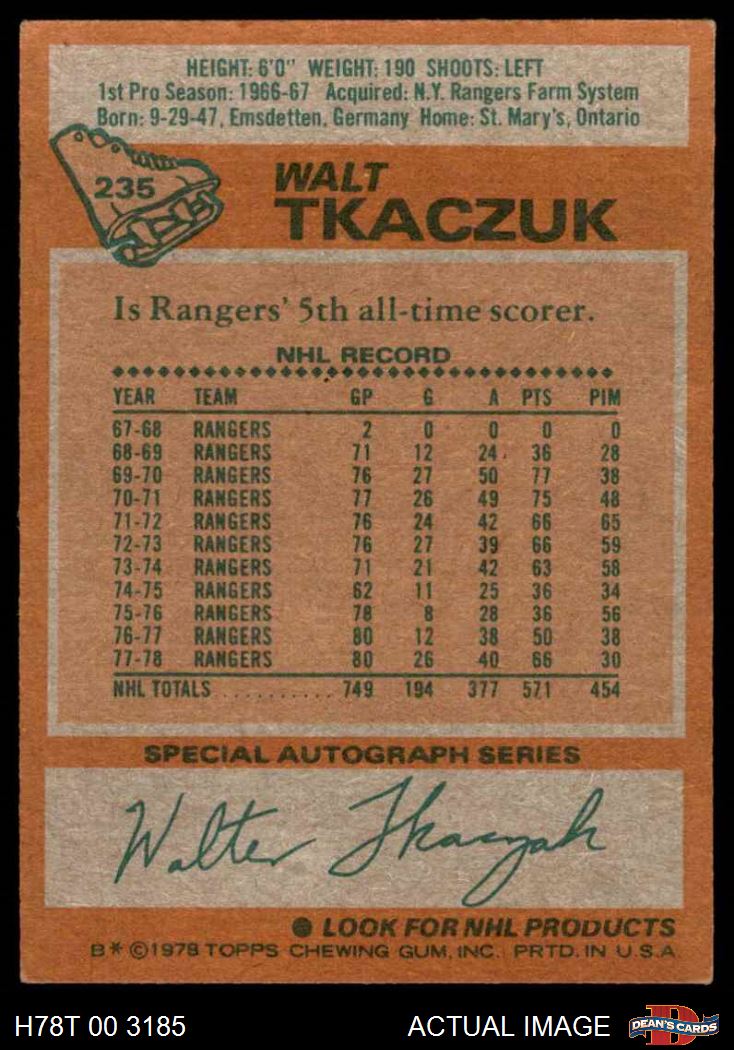 HEIGHT: 6'0" WEIGHT: 190 SHOOTS: LEFT
1st Pro Season: 1966-67 Acquired: N.Y. Rangers Farm System
Born: 9-29-47, Emsdetten, Germany Home: St. Mary's, Ontario
235
WALT
TKACZUK
Is Rangers' 5th all-time scorer.
NHL RECORD
YEAR TEAM GP G A PTS PIM
67-68 RANGERS 2 0 0 0 0
68-69 RANGERS 71 12 24 36 28
69-70 RANGERS 76 27 50 77 38
70-71 RANGERS 77 26 49 75 48
71-72 RANGERS 76 24 42 66 65
72-73 RANGERS 76 27 39 66 59
73-74 RANGERS 71 21 42 63 58
74-75 RANGERS 62 11 25 36 34
75-76 RANGERS 78 8 28 36 56
76-77 RANGERS 80 12 38 50 38
77-78 RANGERS 80 26 40 66 30
NHL TOTALS ........... 749 194 377 571 454
SPECIAL AUTOGRAPH SERIES
Walter Tkaczuk
LOOK FOR NHL PRODUCTS
B* ©1978 TOPPS CHEWING GUM, INC. PRTD. IN U.S.A
H78T 00 3185 ACTUAL IMAGE D DEAN'S CARDS